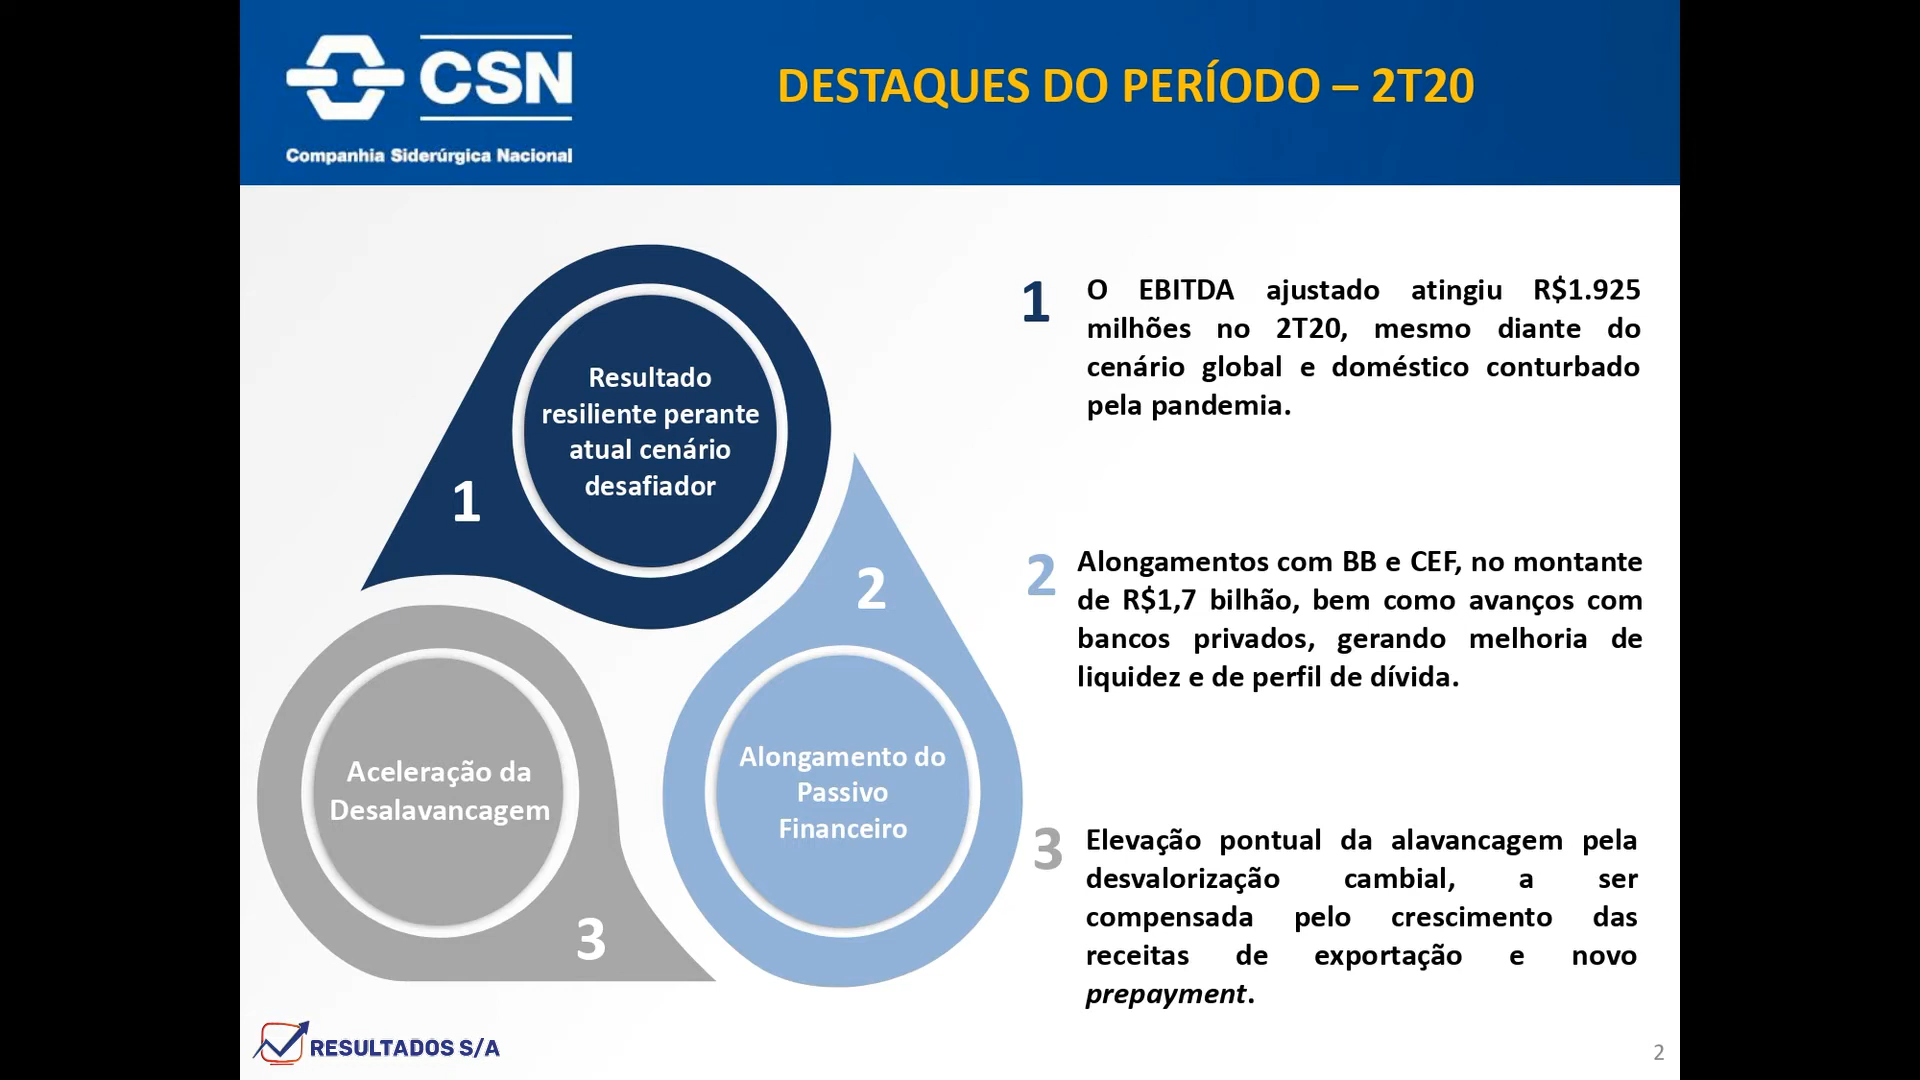 CSN
Companhia Siderúrgica Nacional
DESTAQUES DO PERÍODO – 2T20
Resultado
resiliente perante
atual cenário
desafiador
1
2
Alongamento do
Passivo
Financeiro
Aceleração da
Desalavancagem
3
1
O EBITDA ajustado atingiu R$1.925
milhões no 2T20, mesmo diante do
cenário global e doméstico conturbado
pela pandemia.
2
Alongamentos com BB e CEF, no montante
de R$1,7 bilhão, bem como avanços com
bancos privados, gerando melhoria de
liquidez e de perfil de dívida.
3
Elevação pontual da alavancagem pela
desvalorização cambial, a ser
compensada pelo crescimento das
receitas de exportação e novo
prepayment.
RESULTADOS S/A
2